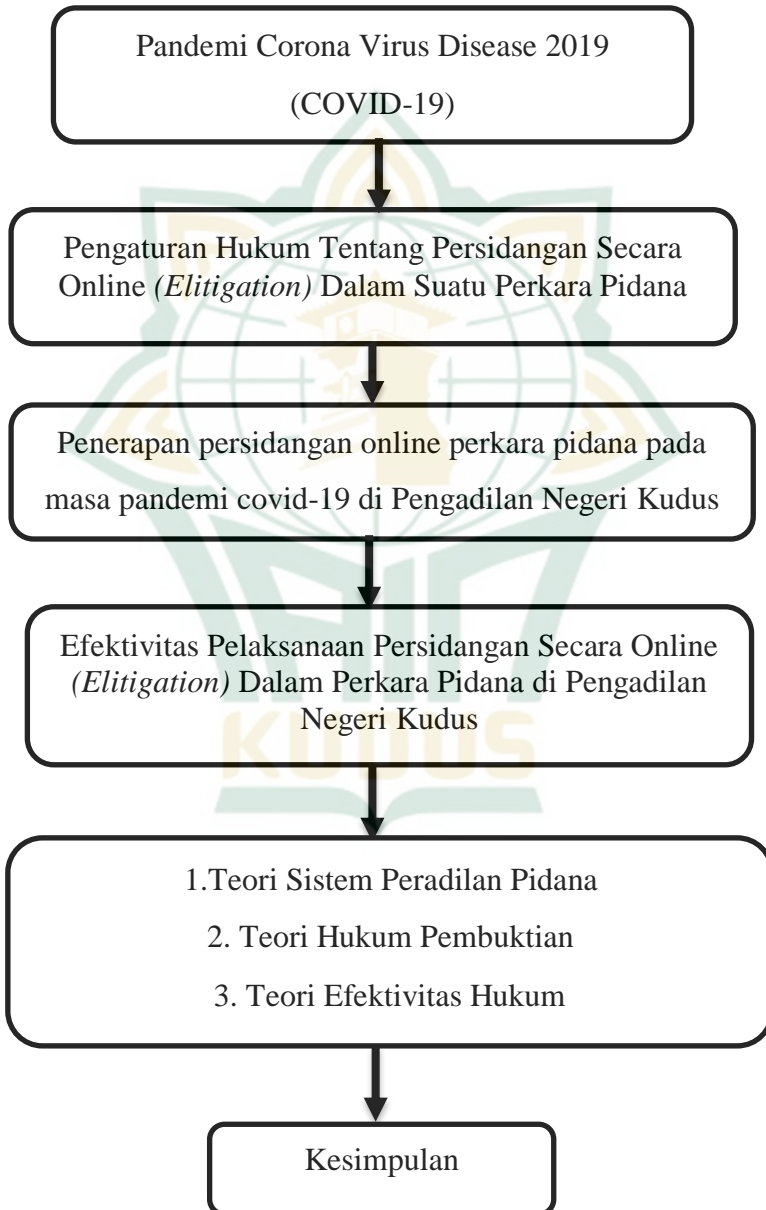 Pandemi Corona Virus Disease 2019
(COVID-19)
Pengaturan Hukum Tentang Persidangan Secara
Online (Elitigation) Dalam Suatu Perkara Pidana
Penerapan persidangan online perkara pidana pada
masa pandemi covid-19 di Pengadilan Negeri Kudus
Efektivitas Pelaksanaan Persidangan Secara Online
(Elitigation) Dalam Perkara Pidana di Pengadilan
Negeri Kudus
IAIN
KUDUS
1.Teori Sistem Peradilan Pidana
2. Teori Hukum Pembuktian
3. Teori Efektivitas Hukum
Kesimpulan